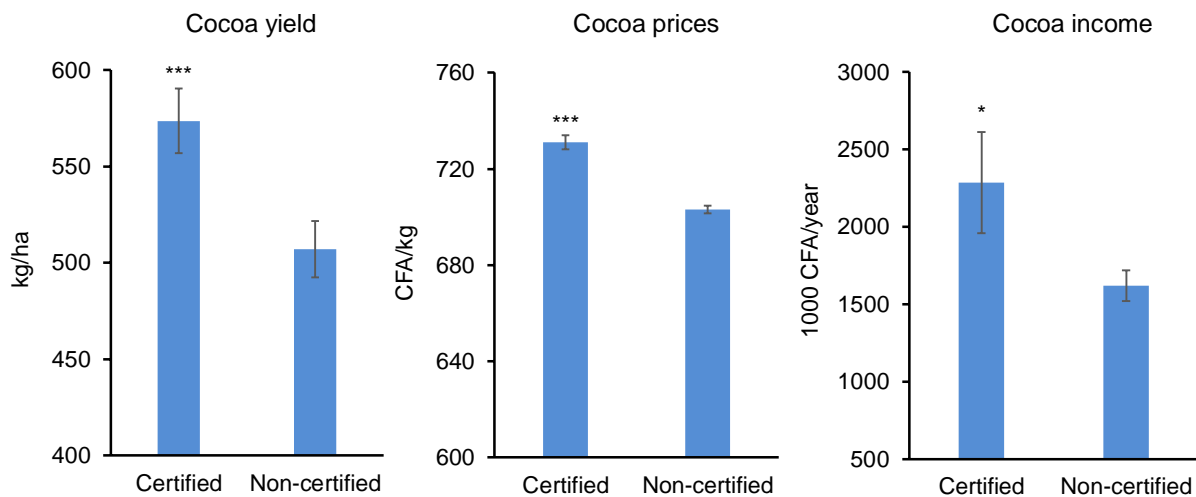 Cocoa yield
kg/ha
600
550
500
450
400
***
Certified Non-certified
Cocoa prices
CFA/kg
760
720
680
640
600
***
Certified Non-certified
Cocoa income
1000 CFA/year
3000
2500
2000
1500
1000
500
*
Certified Non-certified